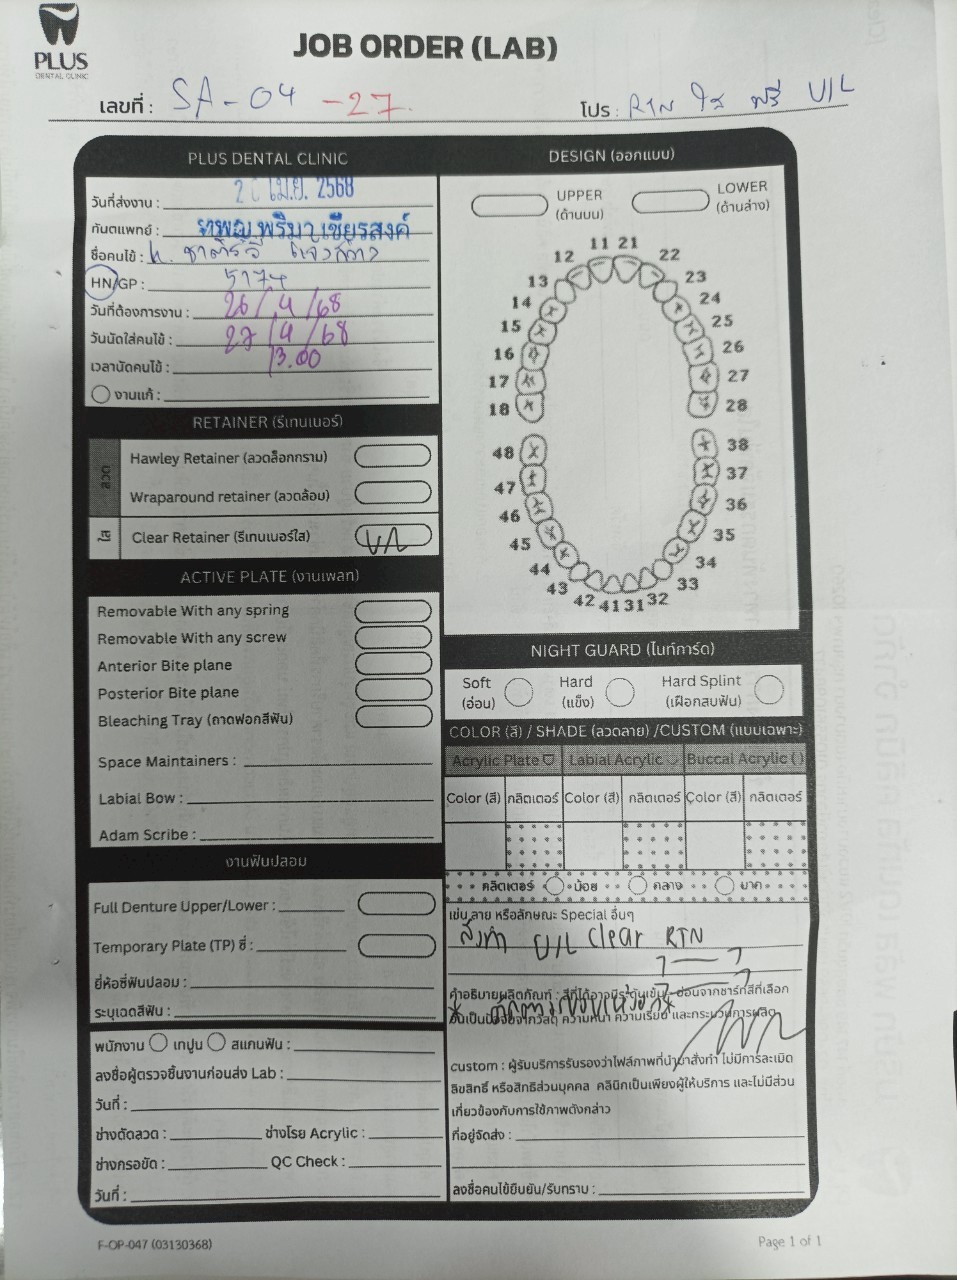 PLUS
DENTAL CLINIC
JOB ORDER (LAB)
เลขที่ : SA-04 -27
โปร : RTN ใส ฟรี U/L
PLUS DENTAL CLINIC
วันที่ส่งงาน : เม.ย. 2568
ทันตแพทย์ : ทพญ.พรีมา เชียรสงค์
ชื่อคนไข้ :
HN/GP : 5174
วันที่ต้องการงาน : 26/4/68
วันนัดใส่คนไข้ : 27/4/68
เวลานัดคนไข้ : 13.00
งานแก้ :
RETAINER (รีเทนเนอร์)
ลวด
Hawley Retainer (ลวดล็อกกราม)
Wraparound retainer (ลวดล้อม)
ใส
Clear Retainer (รีเทนเนอร์ใส) U/L
ACTIVE PLATE (งานเพลท)
Removable With any spring
Removable With any screw
Anterior Bite plane
Posterior Bite plane
Bleaching Tray (ถาดฟอกสีฟัน)
Space Maintainers :
Labial Bow :
Adam Scribe :
งานฟันปลอม
Full Denture Upper/Lower :
Temporary Plate (TP) ซี่ :
ยี่ห้อซี่ฟันปลอม :
ระบุเฉดสีฟัน :
พนักงาน เทปูน สแกนฟัน :
ลงชื่อผู้ตรวจชิ้นงานก่อนส่ง Lab :
วันที่ :
ช่างดัดลวด : ช่างโรย Acrylic :
ช่างกรอขัด : QC Check :
วันที่ :
DESIGN (ออกแบบ)
UPPER (ด้านบน)
LOWER (ด้านล่าง)
11 21
12 22
13 23
14 24
15 25
16 26
17 27
18 28
48 38
47 37
46 36
45 35
44 34
43 33
42 41 31 32
NIGHT GUARD (ไนท์การ์ด)
Soft (อ่อน)
Hard (แข็ง)
Hard Splint (เฝือกสบฟัน)
COLOR (สี) / SHADE (ลวดลาย) /CUSTOM (แบบเฉพาะ)
Acrylic Plate Labial Acrylic Buccal Acrylic ( )
Color (สี) กลิตเตอร์ Color (สี) กลิตเตอร์ Color (สี) กลิตเตอร์
กลิตเตอร์ น้อย กลาง มาก
เช่น ลาย หรือลักษณะ Special อื่นๆ
สั่งทำ U/L Clear RTN
7 7
7 7
คำอธิบายผลิตภัณฑ์ : สีที่ได้อาจมีระดับเข้ม - อ่อนจากชาร์ทสีที่เลือก
อันเป็นปัจจัยจากวัสดุ ความหนา ความเรียบ และกระบวนการผลิต
custom : ผู้รับบริการรับรองว่าไฟล์ภาพที่นำมาสั่งทำ ไม่มีการละเมิด
ลิขสิทธิ์ หรือสิทธิส่วนบุคคล คลินิกเป็นเพียงผู้ให้บริการ และไม่มีส่วน
เกี่ยวข้องกับการใช้ภาพดังกล่าว
ที่อยู่จัดส่ง :
ลงชื่อคนไข้ยืนยัน/รับทราบ :
F-OP-047 (03130368)
Page 1 of 1